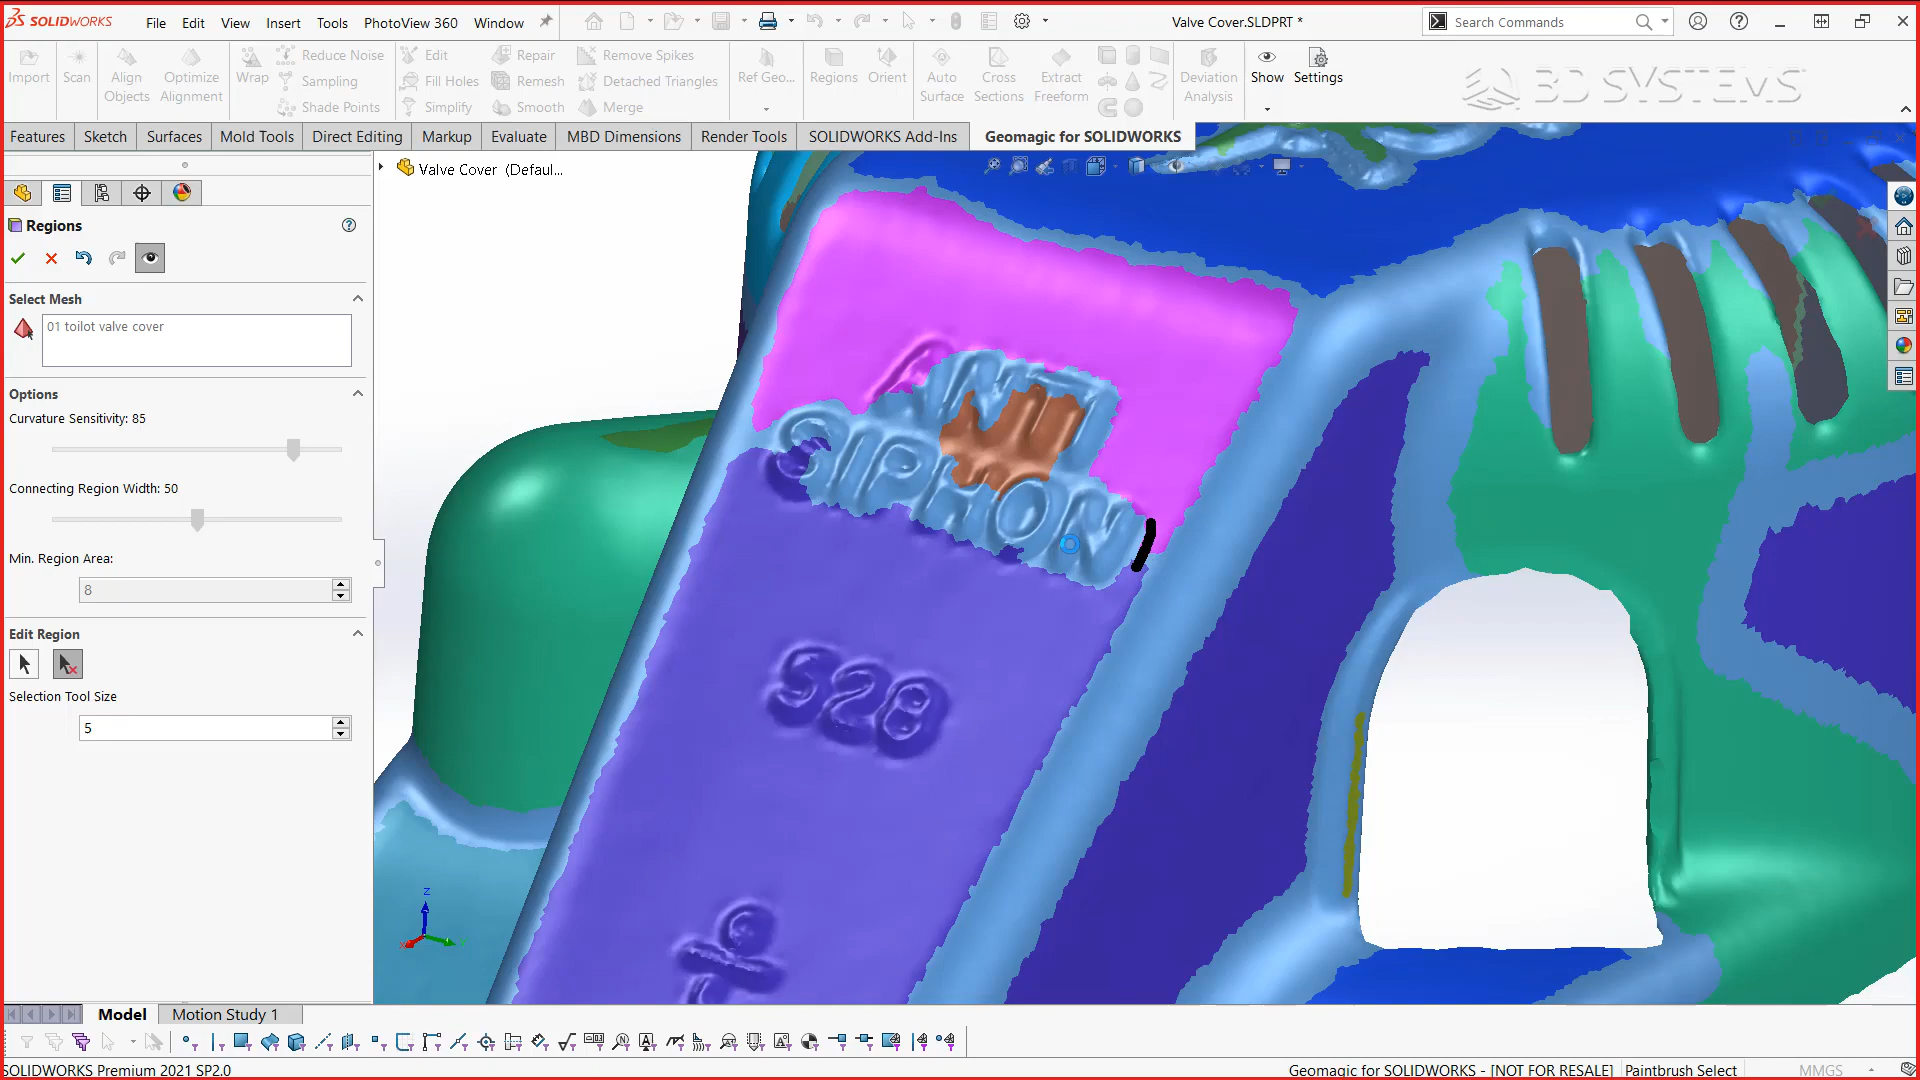 SOLIDWORKS File Edit View Insert Tools PhotoView 360 Window Valve Cover.SLDPRT * Search Commands
Import Scan Align Objects Optimize Alignment Wrap Reduce Noise Sampling Shade Points Edit Fill Holes Simplify Repair Remesh Smooth Remove Spikes Detached Triangles Merge Ref Geo... Regions Orient Auto Surface Cross Sections Extract Freeform Deviation Analysis Show Settings
3D SYSTEMS
Features Sketch Surfaces Mold Tools Direct Editing Markup Evaluate MBD Dimensions Render Tools SOLIDWORKS Add-Ins Geomagic for SOLIDWORKS
Valve Cover (Defaul...
Regions
Select Mesh
01 toilot valve cover
Options
Curvature Sensitivity: 85
Connecting Region Width: 50
Min. Region Area:
8
Edit Region
Selection Tool Size
5
SIPHON
S28
Z
Model Motion Study 1
SOLIDWORKS Premium 2021 SP2.0 Geomagic for SOLIDWORKS - [NOT FOR RESALE] Paintbrush Select MMGS